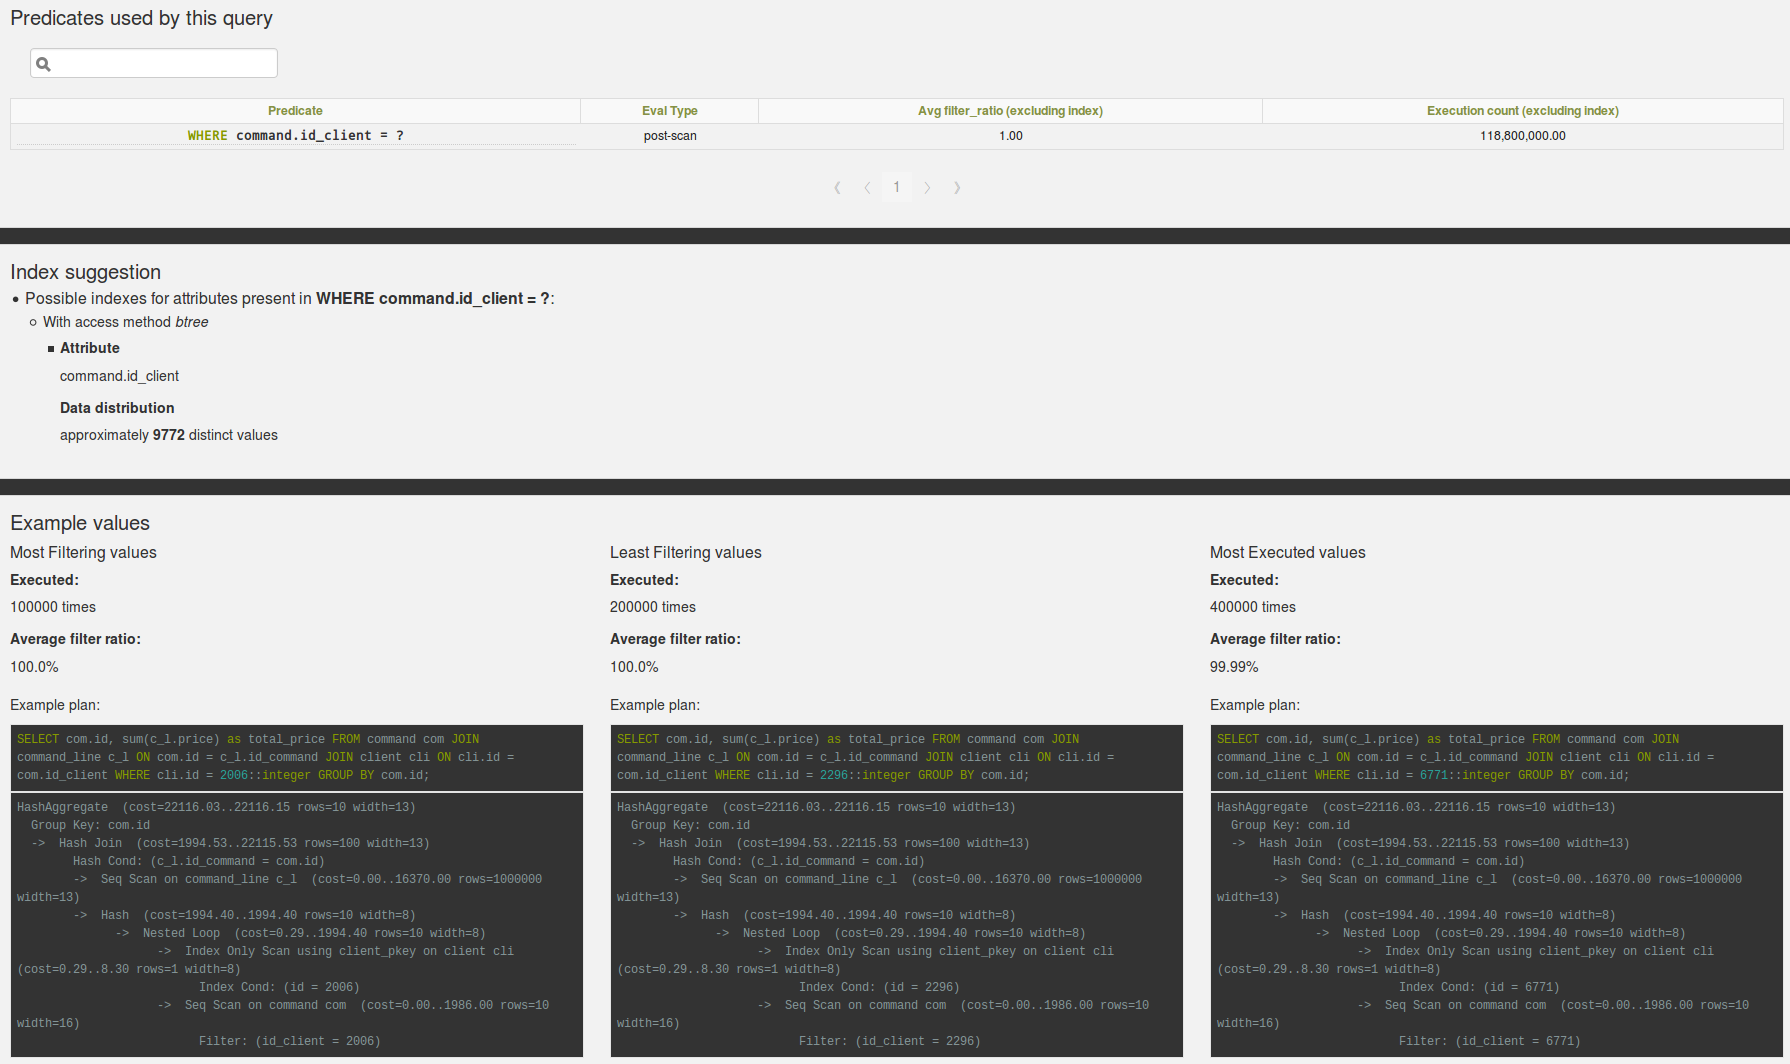 Predicates used by this query
Predicate Eval Type Avg filter_ratio (excluding index) Execution count (excluding index)
WHERE command.id_client = ? post-scan 1.00 118,800,000.00
《 〈 1 〉 》
Index suggestion
• Possible indexes for attributes present in WHERE command.id_client = ?:
○ With access method btree
■ Attribute
command.id_client
Data distribution
approximately 9772 distinct values
Example values
Most Filtering values
Executed:
100000 times
Average filter ratio:
100.0%
Example plan:
SELECT com.id, sum(c_l.price) as total_price FROM command com JOIN
command_line c_l ON com.id = c_l.id_command JOIN client cli ON cli.id =
com.id_client WHERE cli.id = 2006::integer GROUP BY com.id;
HashAggregate  (cost=22116.03..22116.15 rows=10 width=13)
  Group Key: com.id
  ->  Hash Join  (cost=1994.53..22115.53 rows=100 width=13)
        Hash Cond: (c_l.id_command = com.id)
        ->  Seq Scan on command_line c_l  (cost=0.00..16370.00 rows=1000000
width=13)
        ->  Hash  (cost=1994.40..1994.40 rows=10 width=8)
              ->  Nested Loop  (cost=0.29..1994.40 rows=10 width=8)
                    ->  Index Only Scan using client_pkey on client cli
(cost=0.29..8.30 rows=1 width=8)
                          Index Cond: (id = 2006)
                    ->  Seq Scan on command com  (cost=0.00..1986.00 rows=10
width=16)
                          Filter: (id_client = 2006)
Least Filtering values
Executed:
200000 times
Average filter ratio:
100.0%
Example plan:
SELECT com.id, sum(c_l.price) as total_price FROM command com JOIN
command_line c_l ON com.id = c_l.id_command JOIN client cli ON cli.id =
com.id_client WHERE cli.id = 2296::integer GROUP BY com.id;
HashAggregate  (cost=22116.03..22116.15 rows=10 width=13)
  Group Key: com.id
  ->  Hash Join  (cost=1994.53..22115.53 rows=100 width=13)
        Hash Cond: (c_l.id_command = com.id)
        ->  Seq Scan on command_line c_l  (cost=0.00..16370.00 rows=1000000
width=13)
        ->  Hash  (cost=1994.40..1994.40 rows=10 width=8)
              ->  Nested Loop  (cost=0.29..1994.40 rows=10 width=8)
                    ->  Index Only Scan using client_pkey on client cli
(cost=0.29..8.30 rows=1 width=8)
                          Index Cond: (id = 2296)
                    ->  Seq Scan on command com  (cost=0.00..1986.00 rows=10
width=16)
                          Filter: (id_client = 2296)
Most Executed values
Executed:
400000 times
Average filter ratio:
99.99%
Example plan:
SELECT com.id, sum(c_l.price) as total_price FROM command com JOIN
command_line c_l ON com.id = c_l.id_command JOIN client cli ON cli.id =
com.id_client WHERE cli.id = 6771::integer GROUP BY com.id;
HashAggregate  (cost=22116.03..22116.15 rows=10 width=13)
  Group Key: com.id
  ->  Hash Join  (cost=1994.53..22115.53 rows=100 width=13)
        Hash Cond: (c_l.id_command = com.id)
        ->  Seq Scan on command_line c_l  (cost=0.00..16370.00 rows=1000000
width=13)
        ->  Hash  (cost=1994.40..1994.40 rows=10 width=8)
              ->  Nested Loop  (cost=0.29..1994.40 rows=10 width=8)
                    ->  Index Only Scan using client_pkey on client cli
(cost=0.29..8.30 rows=1 width=8)
                          Index Cond: (id = 6771)
                    ->  Seq Scan on command com  (cost=0.00..1986.00 rows=10
width=16)
                          Filter: (id_client = 6771)